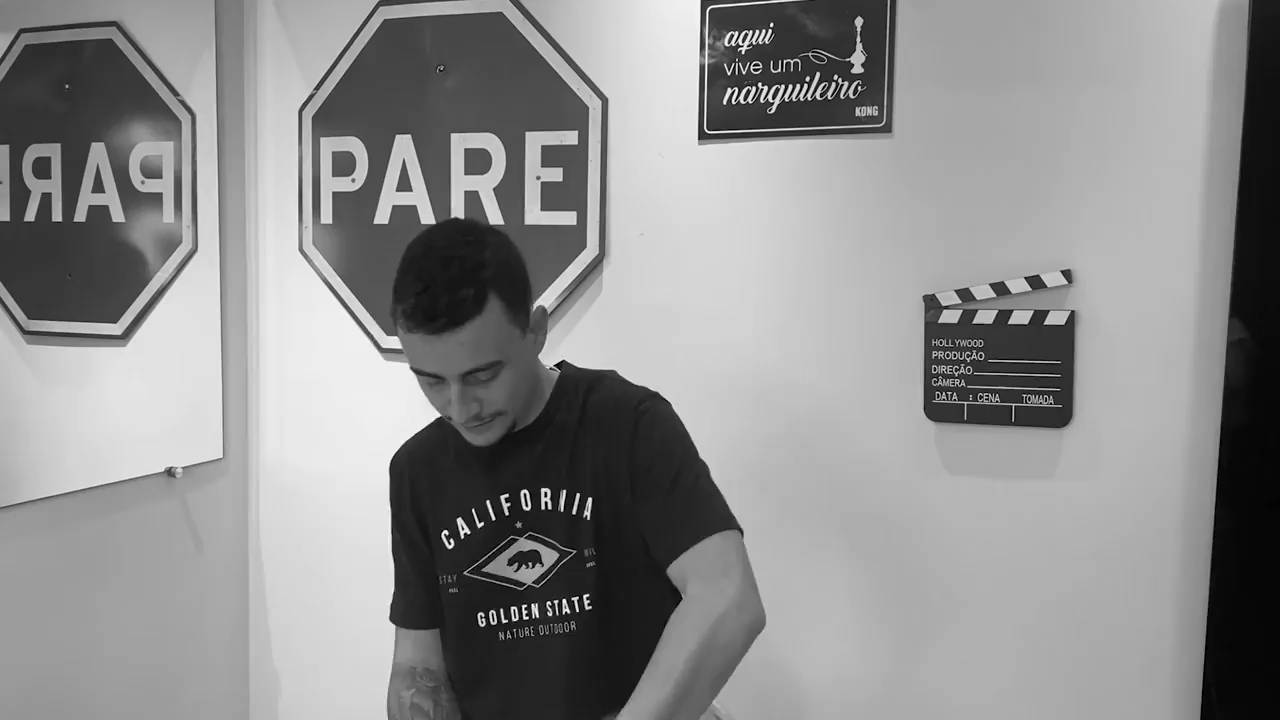 PARE
PARE
aqui
vive um
narguileiro
KONG
HOLLYWOOD
PRODUÇÃO
DIREÇÃO
CÂMERA
DATA : CENA TOMADA
CALIFORNIA
STAY
GOLDEN STATE
NATURE OUTDOOR